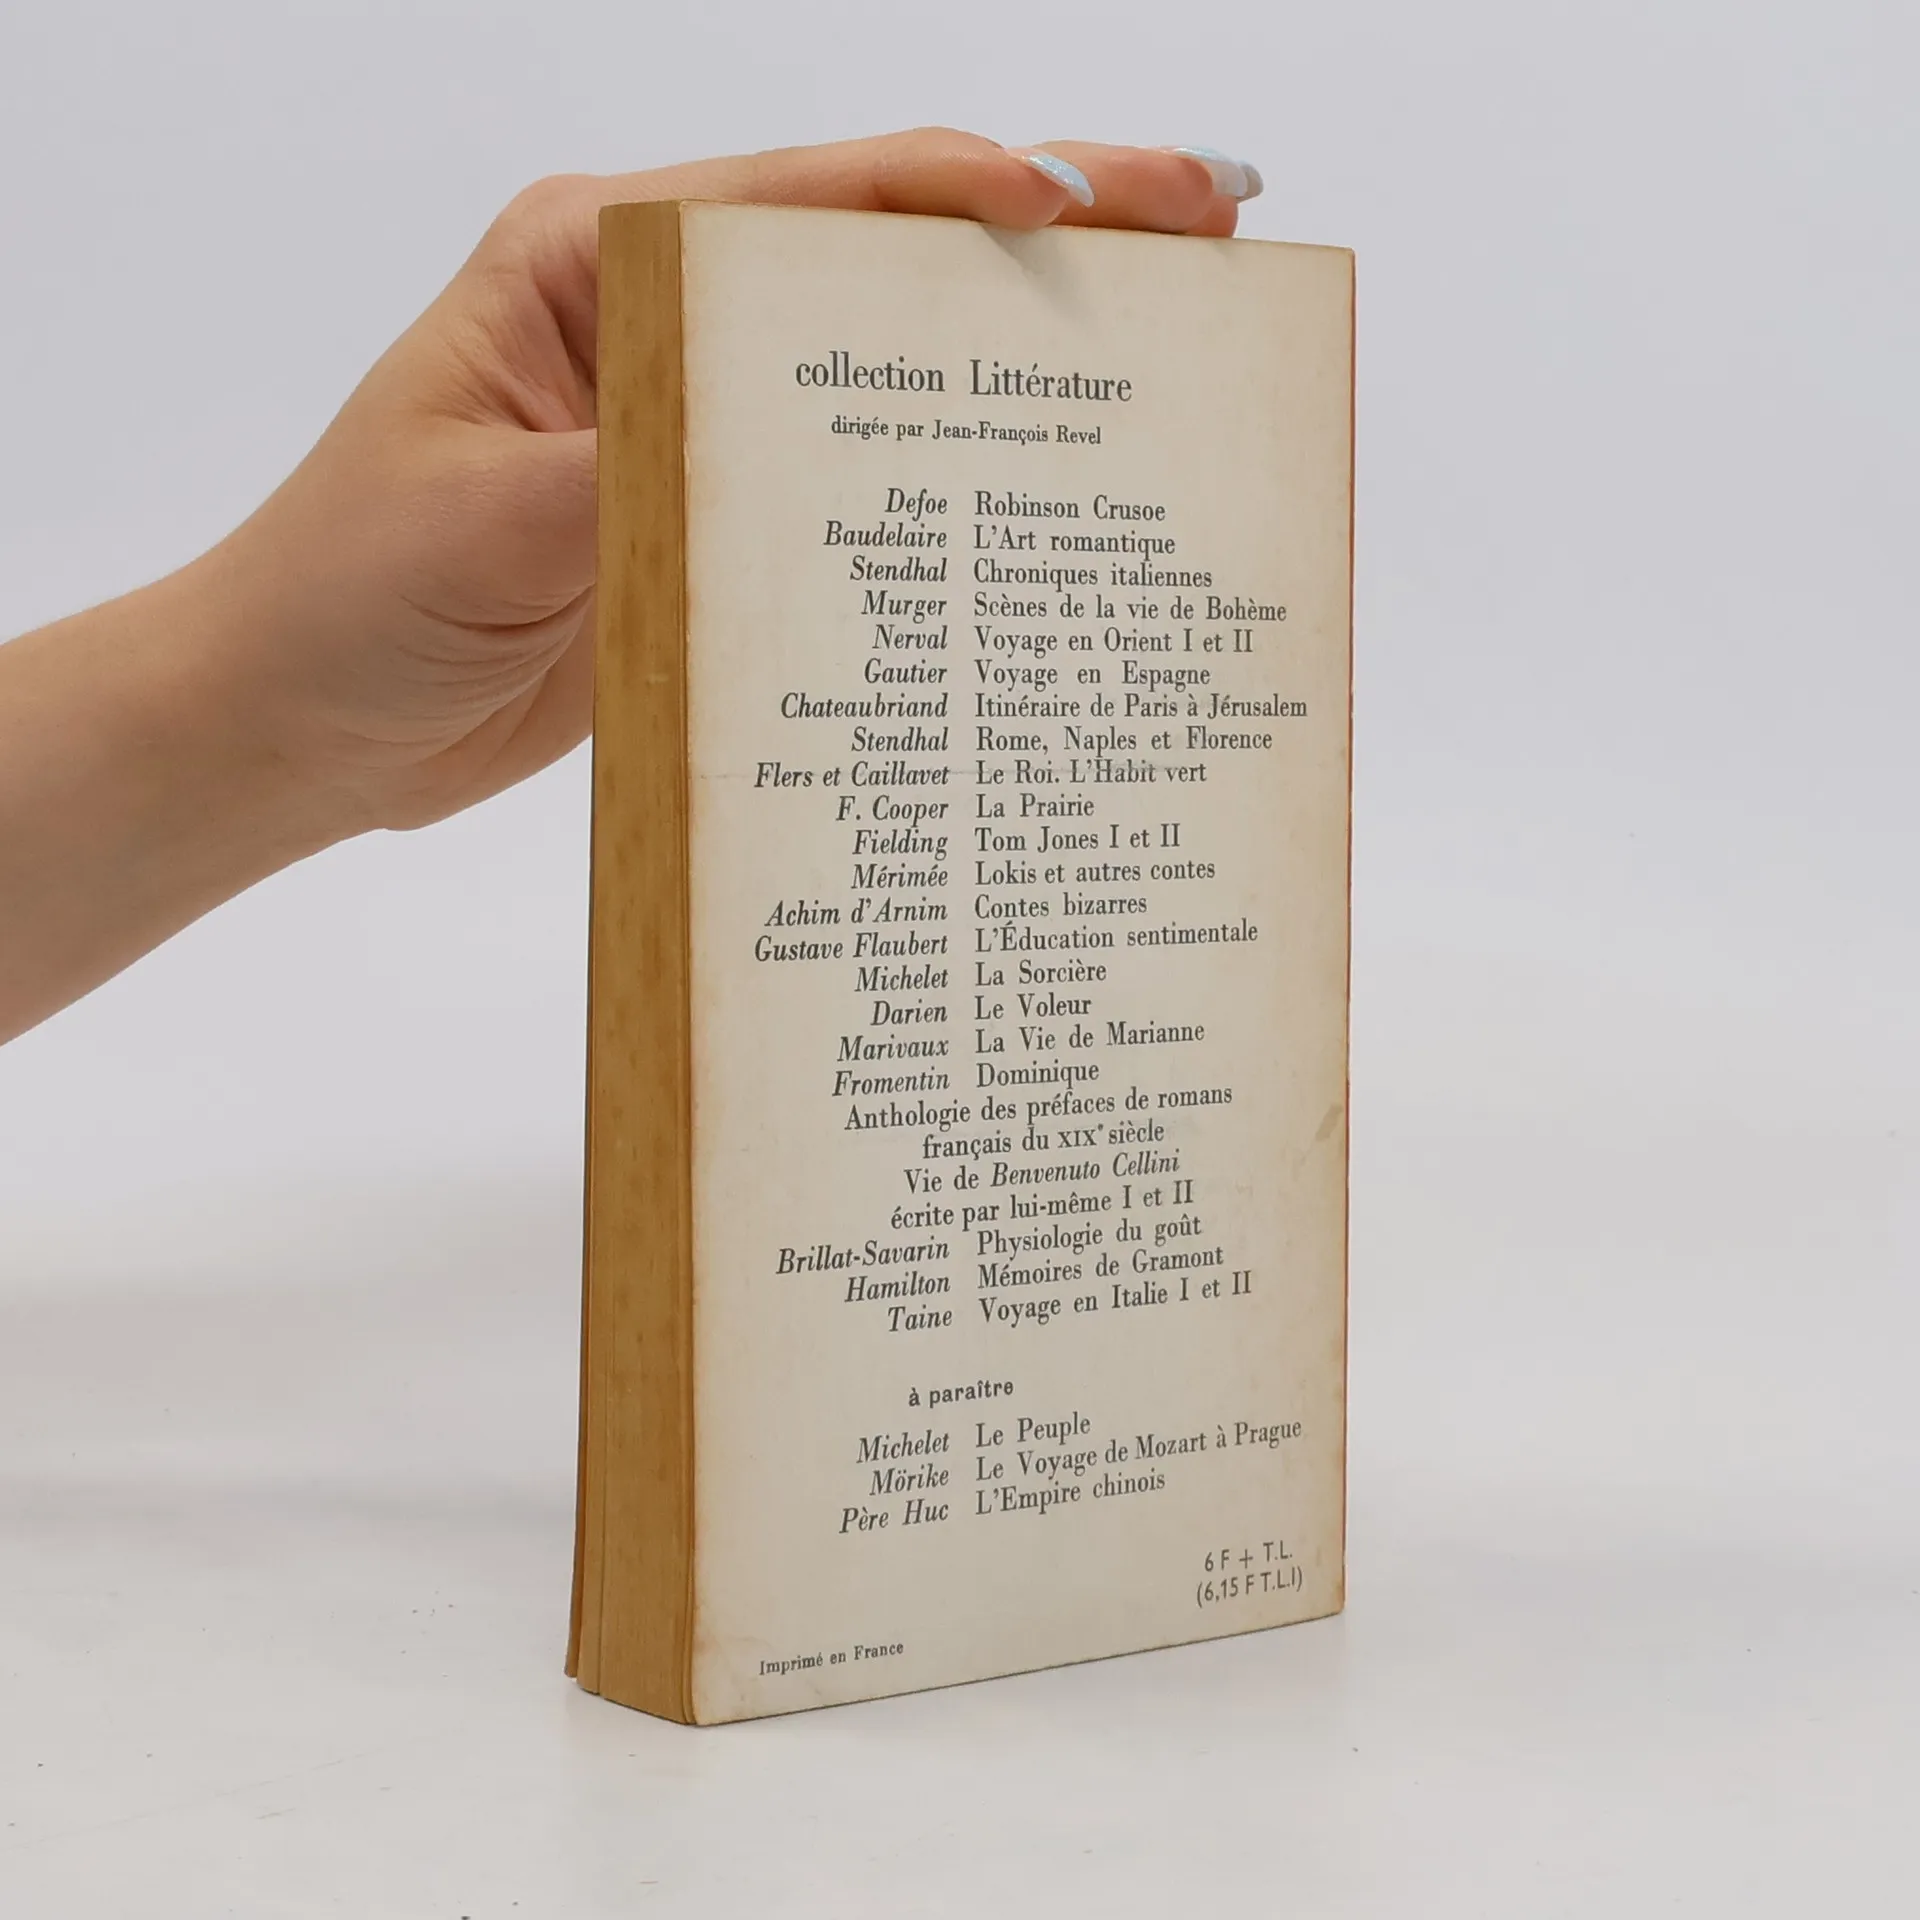 collection Littérature
dirigée par Jean-François Revel
Defoe Robinson Crusoe
Baudelaire L'Art romantique
Stendhal Chroniques italiennes
Murger Scènes de la vie de Bohème
Nerval Voyage en Orient I et II
Gautier Voyage en Espagne
Chateaubriand Itinéraire de Paris à Jérusalem
Stendhal Rome, Naples et Florence
Flers et Caillavet Le Roi. L'Habit vert
F. Cooper La Prairie
Fielding Tom Jones I et II
Mérimée Lokis et autres contes
Achim d'Arnim Contes bizarres
Gustave Flaubert L'Éducation sentimentale
Michelet La Sorcière
Darien Le Voleur
Marivaux La Vie de Marianne
Fromentin Dominique
Anthologie des préfaces de romans
français du XIXe siècle
Vie de Benvenuto Cellini
écrite par lui-même I et II
Brillat-Savarin Physiologie du goût
Hamilton Mémoires de Gramont
Taine Voyage en Italie I et II
à paraître
Michelet Le Peuple
Mörike Le Voyage de Mozart à Prague
Père Huc L'Empire chinois
6 F + T.L.
(6,15 F T.L.I)
Imprimé en France